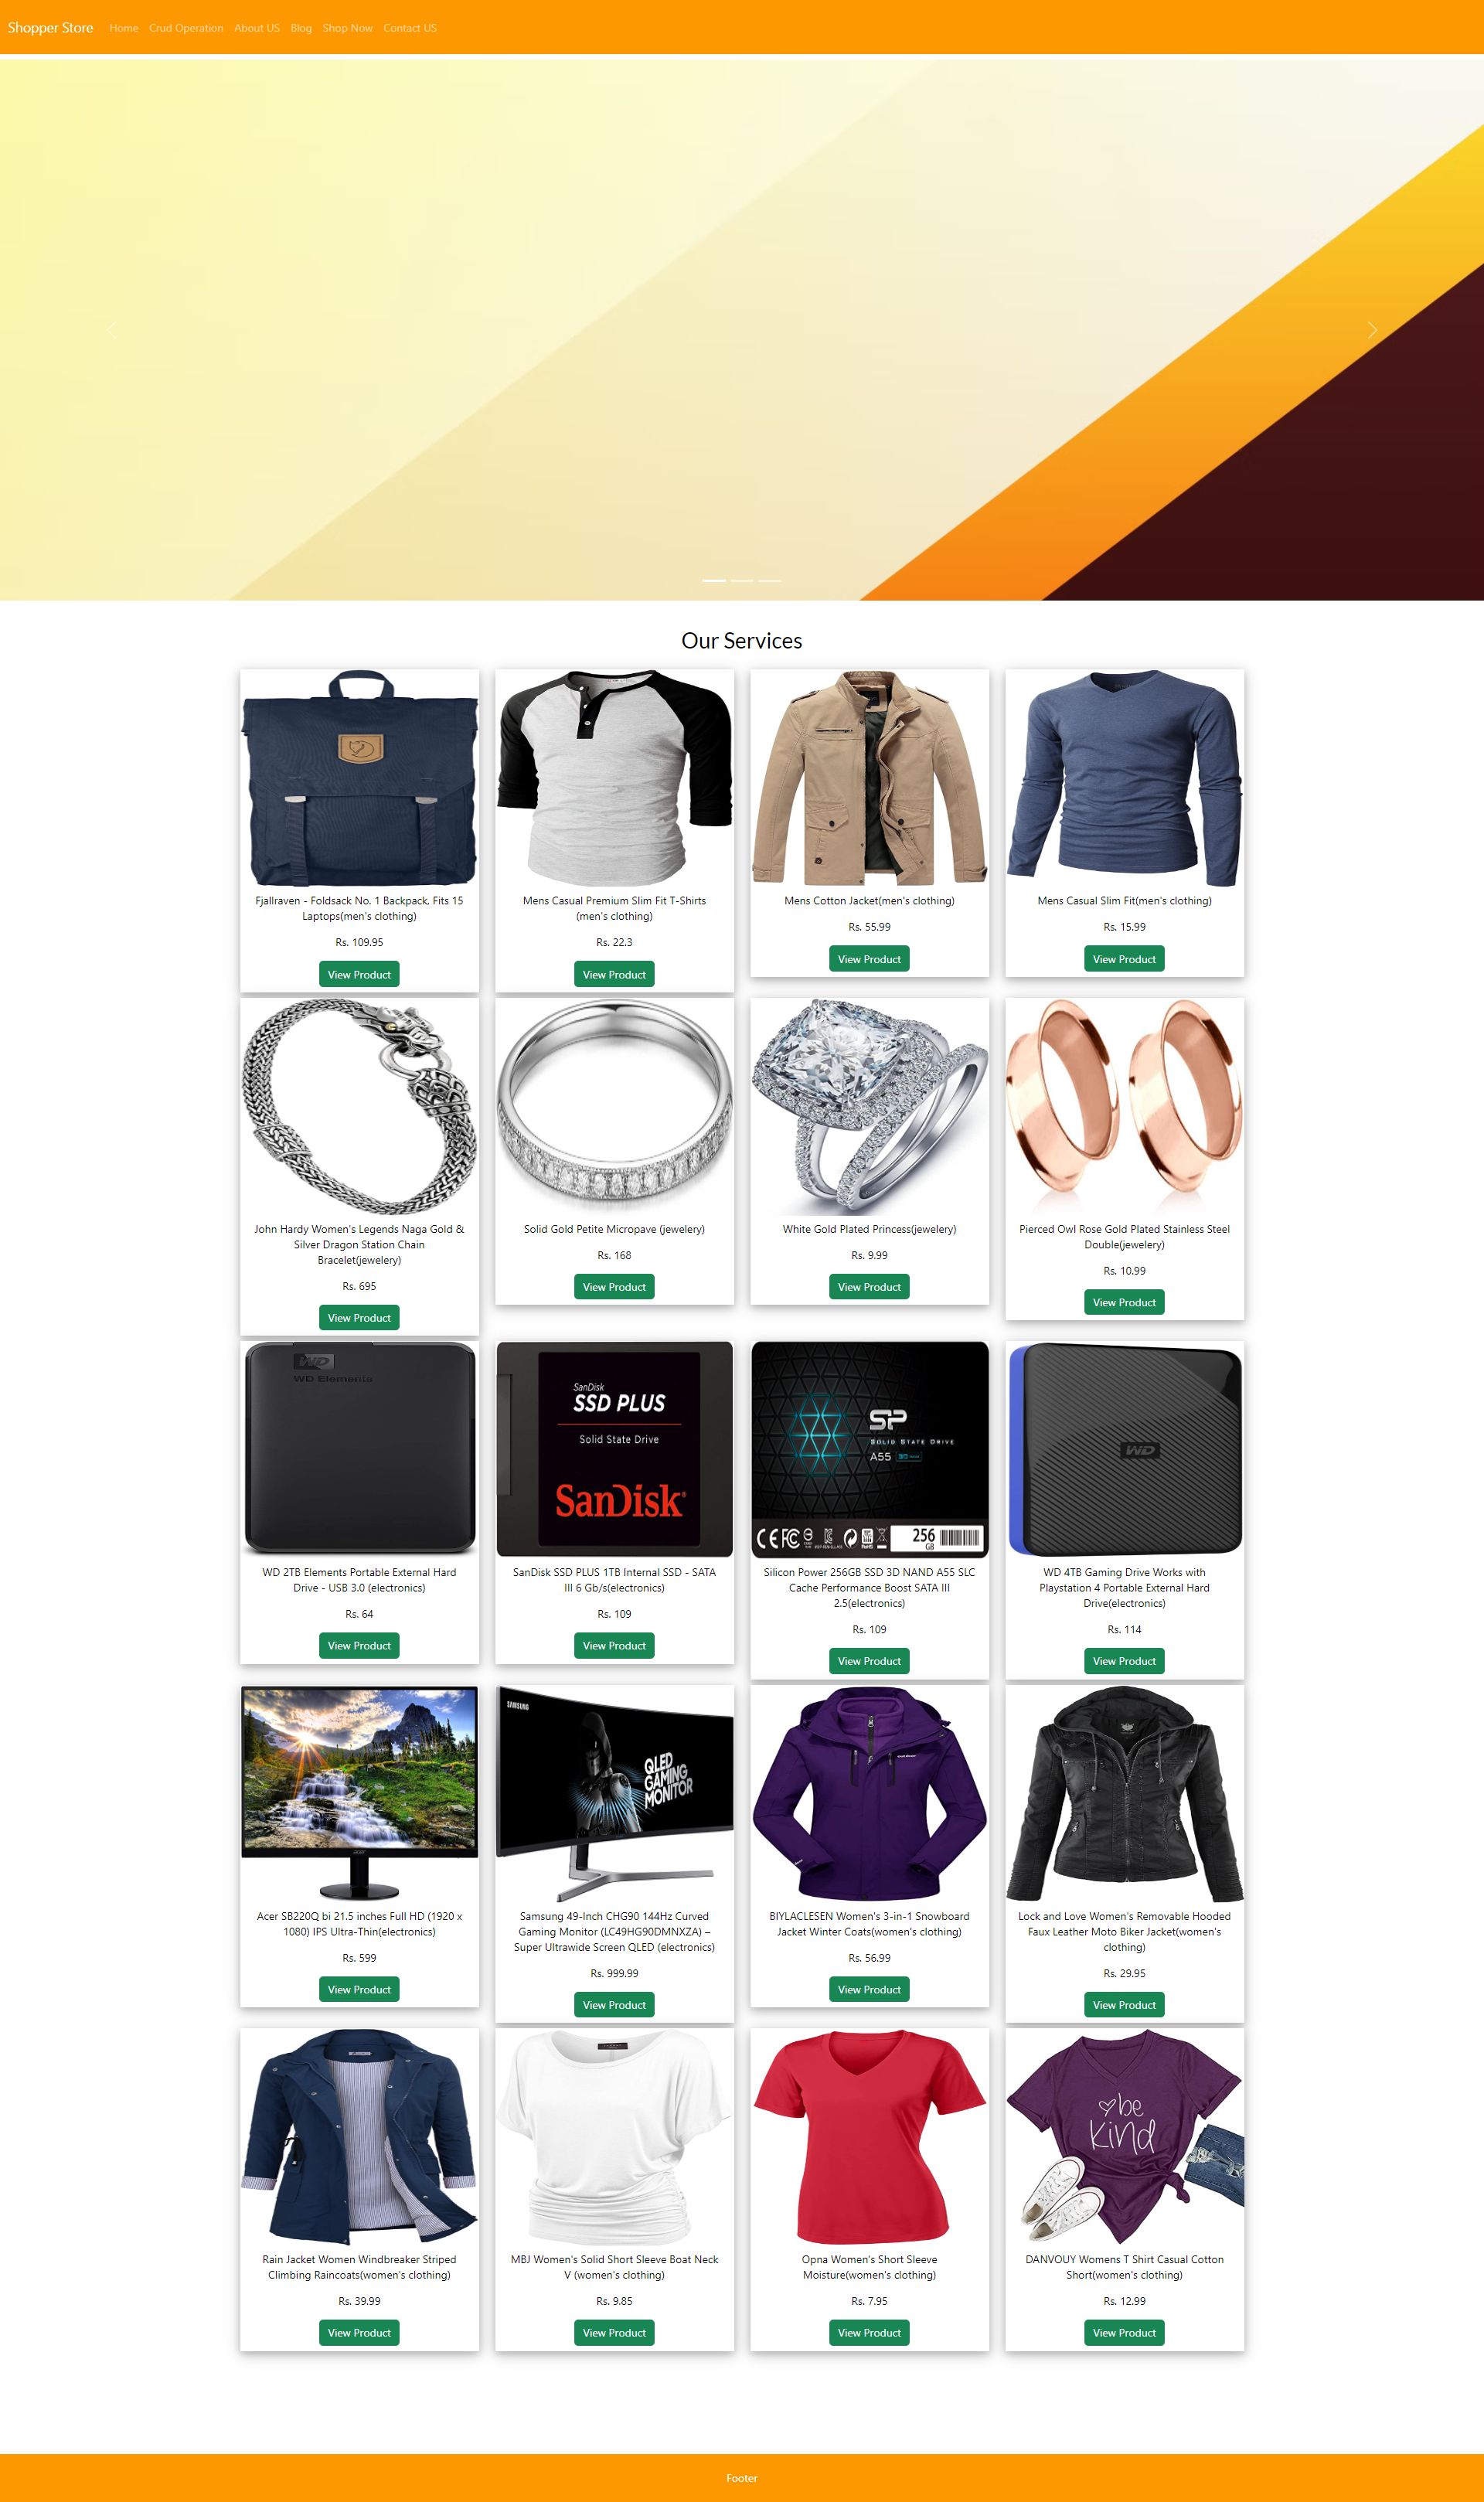 Shopper Store Home Crud Operation About US Blog Shop Now Contact US
Our Services
Fjallraven - Foldsack No. 1 Backpack, Fits 15
Laptops(men's clothing)
Rs. 109.95
View Product
Mens Casual Premium Slim Fit T-Shirts
(men's clothing)
Rs. 22.3
View Product
Mens Cotton Jacket(men's clothing)
Rs. 55.99
View Product
Mens Casual Slim Fit(men's clothing)
Rs. 15.99
View Product
John Hardy Women's Legends Naga Gold &
Silver Dragon Station Chain
Bracelet(jewelery)
Rs. 695
View Product
Solid Gold Petite Micropave (jewelery)
Rs. 168
View Product
White Gold Plated Princess(jewelery)
Rs. 9.99
View Product
Pierced Owl Rose Gold Plated Stainless Steel
Double(jewelery)
Rs. 10.99
View Product
WD
WD Elements
WD 2TB Elements Portable External Hard
Drive - USB 3.0 (electronics)
Rs. 64
View Product
SanDisk
SSD PLUS
Solid State Drive
SanDisk
SanDisk SSD PLUS 1TB Internal SSD - SATA
III 6 Gb/s(electronics)
Rs. 109
View Product
SP
SOLID STATE DRIVE
A55
256
GB
Silicon Power 256GB SSD 3D NAND A55 SLC
Cache Performance Boost SATA III
2.5(electronics)
Rs. 109
View Product
WD
WD 4TB Gaming Drive Works with
Playstation 4 Portable External Hard
Drive(electronics)
Rs. 114
View Product
acer
Acer SB220Q bi 21.5 inches Full HD (1920 x
1080) IPS Ultra-Thin(electronics)
Rs. 599
View Product
SAMSUNG
QLED
GAMING
MONITOR
Samsung 49-Inch CHG90 144Hz Curved
Gaming Monitor (LC49HG90DMNXZA) –
Super Ultrawide Screen QLED (electronics)
Rs. 999.99
View Product
BIYLACLESEN Women's 3-in-1 Snowboard
Jacket Winter Coats(women's clothing)
Rs. 56.99
View Product
Lock and Love Women's Removable Hooded
Faux Leather Moto Biker Jacket(women's
clothing)
Rs. 29.95
View Product
Rain Jacket Women Windbreaker Striped
Climbing Raincoats(women's clothing)
Rs. 39.99
View Product
MBJ Women's Solid Short Sleeve Boat Neck
V (women's clothing)
Rs. 9.85
View Product
Opna Women's Short Sleeve
Moisture(women's clothing)
Rs. 7.95
View Product
be
kind
DANVOUY Womens T Shirt Casual Cotton
Short(women's clothing)
Rs. 12.99
View Product
Footer